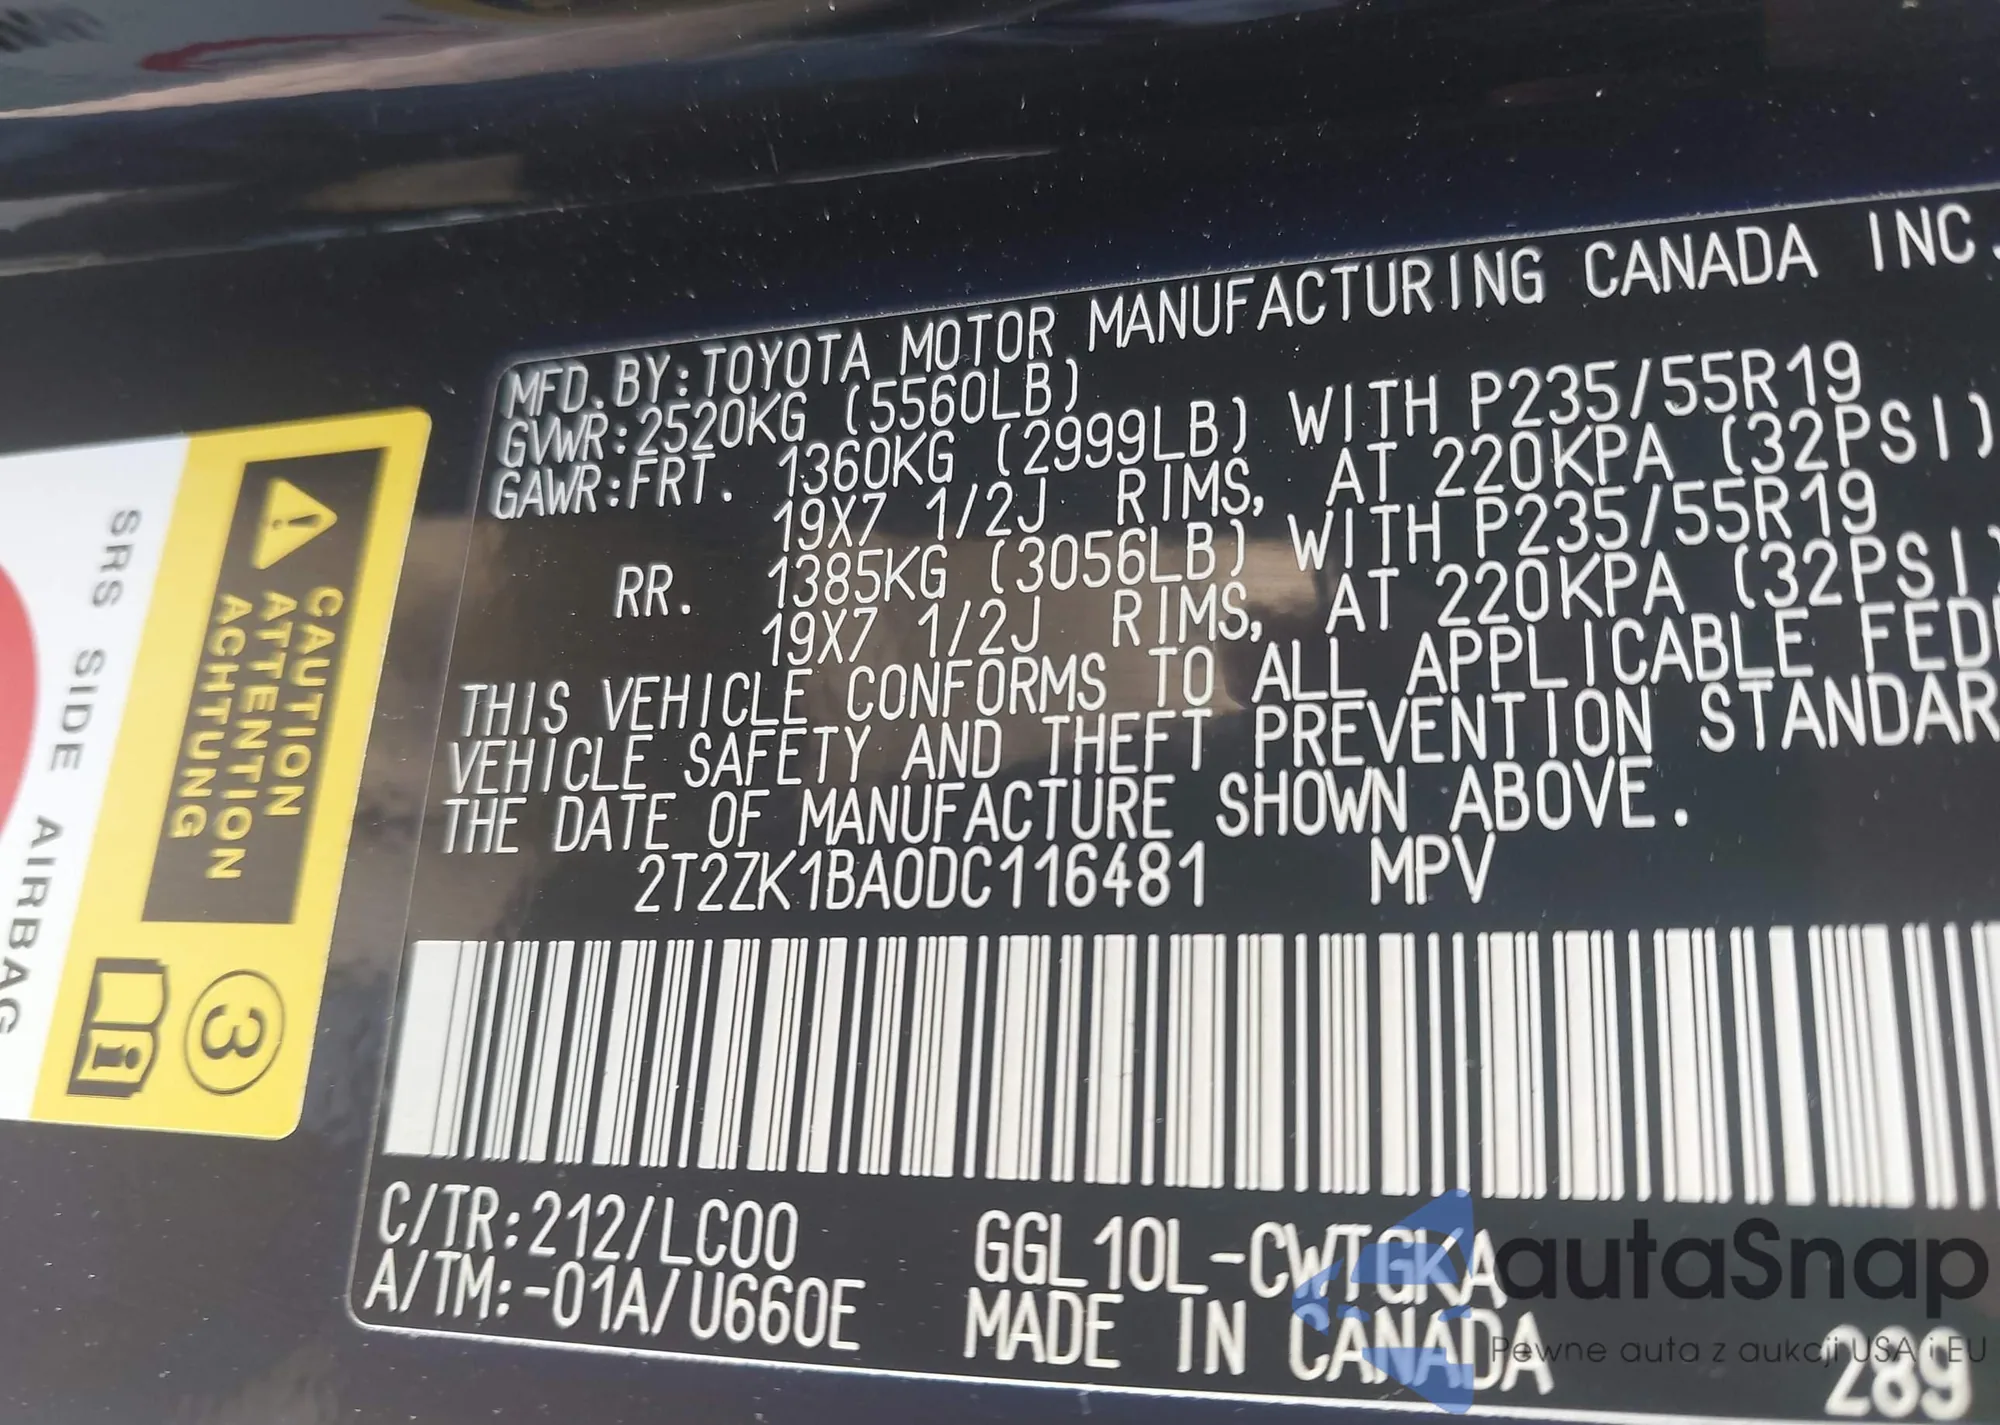 MFD. BY: TOYOTA MOTOR MANUFACTURING CANADA INC.
GVWR: 2520KG (5560LB)
GAWR: FRT. 1360KG (2999LB) WITH P235/55R19
19X7 1/2J RIMS, AT 220KPA (32PSI)
RR. 1385KG (3056LB) WITH P235/55R19
19X7 1/2J RIMS, AT 220KPA (32PSI)
THIS VEHICLE CONFORMS TO ALL APPLICABLE FEDE
VEHICLE SAFETY AND THEFT PREVENTION STANDAR
THE DATE OF MANUFACTURE SHOWN ABOVE.
2T2ZK1BA0DC116481 MPV
C/TR: 212/LC00 GGL10L-CWTGKA
A/TM: -01A/U660E MADE IN CANADA
289
CAUTION
ATTENTION
ACHTUNG
3
i
SRS SIDE AIRBAG
autaSnap
Pewne auta z aukcji USA i EU